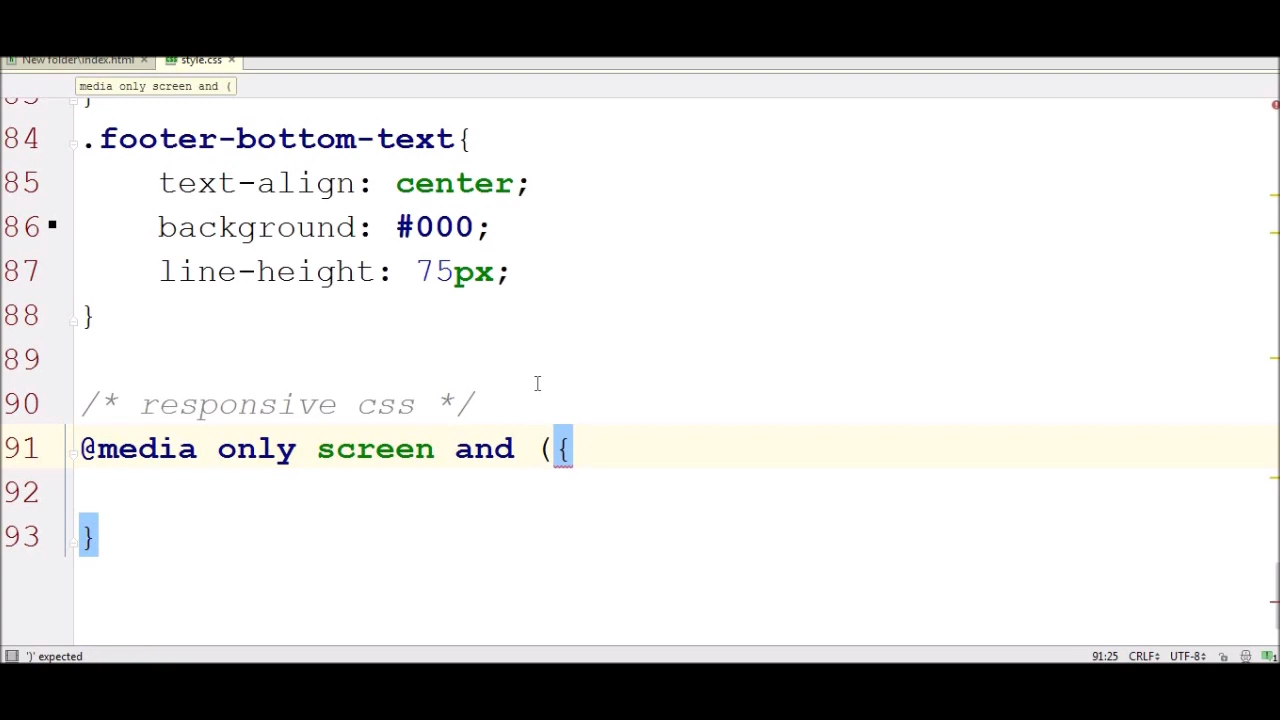 New folder\index.html × style.css ×
media only screen and (
83 }
84 .footer-bottom-text{
85 text-align: center;
86 background: #000;
87 line-height: 75px;
88 }
89
90 /* responsive css */
91 @media only screen and ({
92
93 }
')' expected 91:25 CRLF UTF-8 1